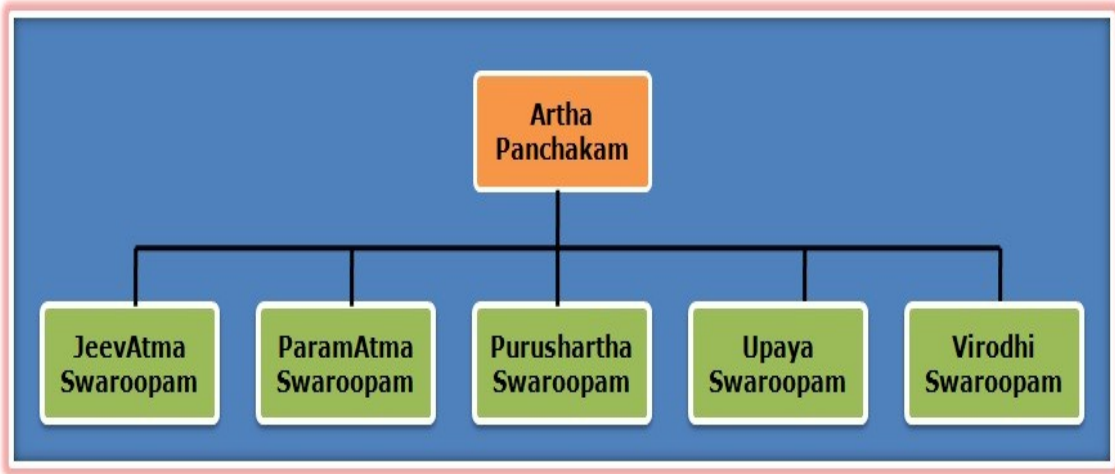 Artha
Panchakam
JeevAtma
Swaroopam
ParamAtma
Swaroopam
Purushartha
Swaroopam
Upaya
Swaroopam
Virodhi
Swaroopam